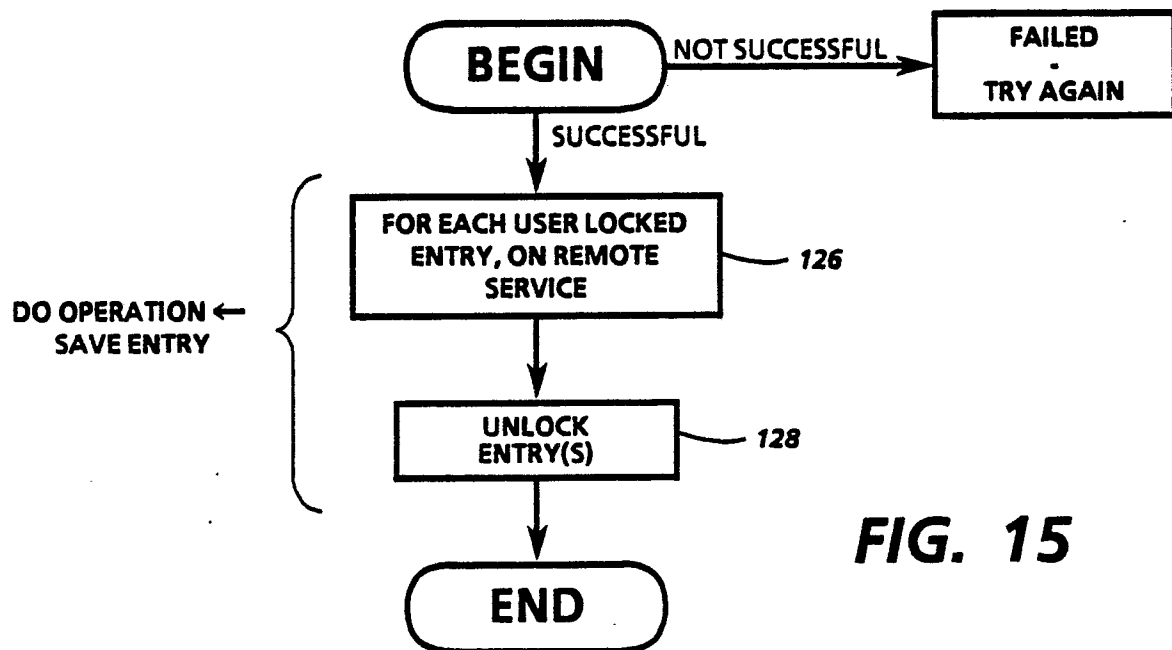 BEGIN
NOT SUCCESSFUL
FAILED
-
TRY AGAIN
SUCCESSFUL
FOR EACH USER LOCKED
ENTRY, ON REMOTE
SERVICE
126
DO OPERATION ←
SAVE ENTRY
UNLOCK
ENTRY(S)
128
END
FIG. 15